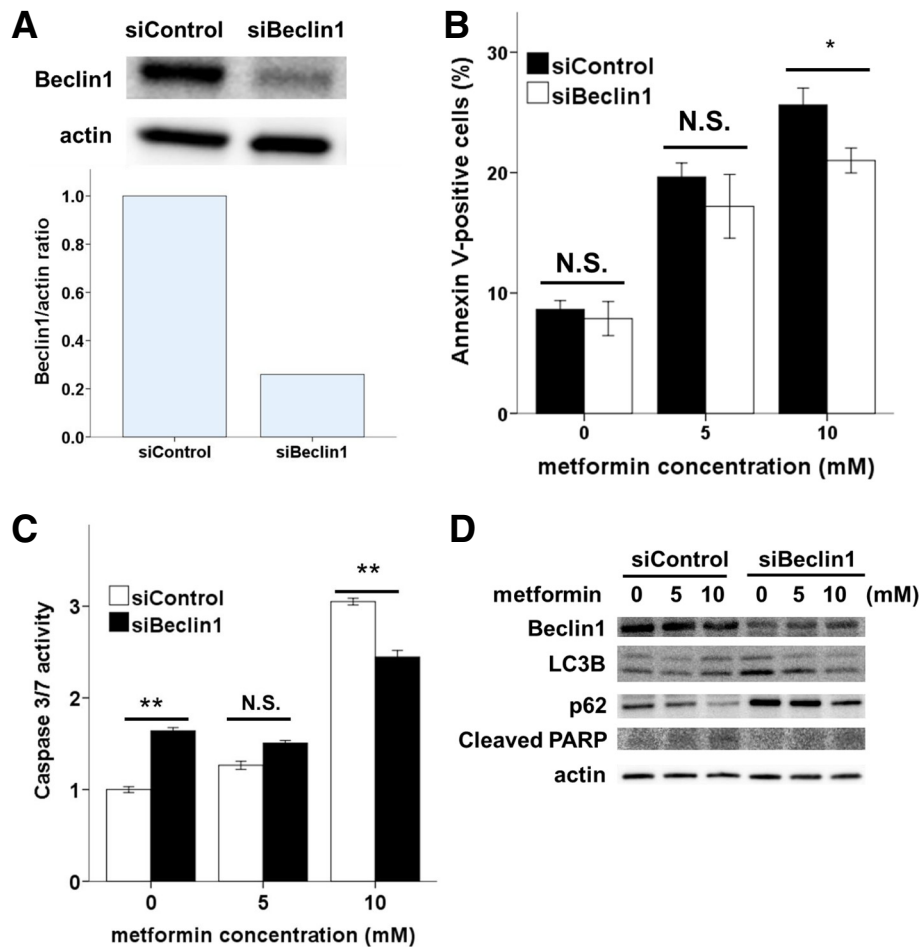 A
siControl siBeclin1
Beclin1
actin
1.0
0.8
0.6
0.4
0.2
0.0
Beclin1/actin ratio
siControl siBeclin1
B
siControl
siBeclin1
30
20
10
0
Annexin V-positive cells (%)
N.S.
N.S.
*
0 5 10
metformin concentration (mM)
C
siControl
siBeclin1
3
2
1
0
Caspase 3/7 activity
**
N.S.
**
0 5 10
metformin concentration (mM)
D
siControl siBeclin1
metformin 0 5 10 0 5 10 (mM)
Beclin1
LC3B
p62
Cleaved PARP
actin